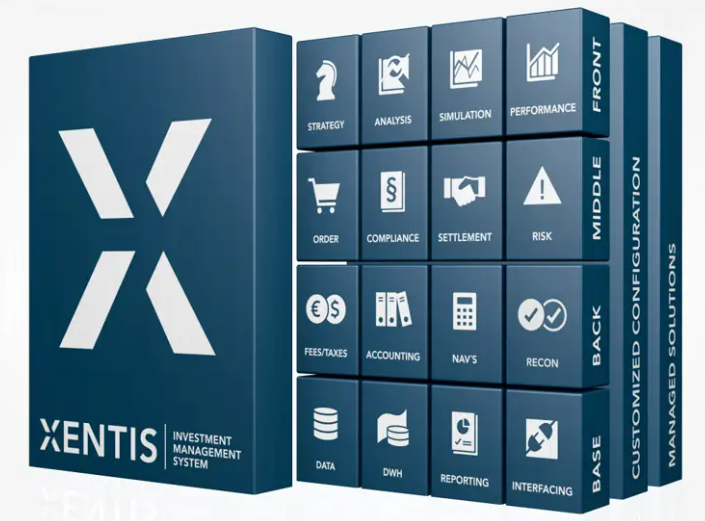 XENTIS
INVESTMENT
MANAGEMENT
SYSTEM
STRATEGY
ANALYSIS
SIMULATION
PERFORMANCE
FRONT
ORDER
§
COMPLIANCE
SETTLEMENT
!
RISK
MIDDLE
€ $
FEES/TAXES
ACCOUNTING
NAV'S
RECON
BACK
DATA
DWH
REPORTING
INTERFACING
BASE
CUSTOMIZED CONFIGURATION
MANAGED SOLUTIONS